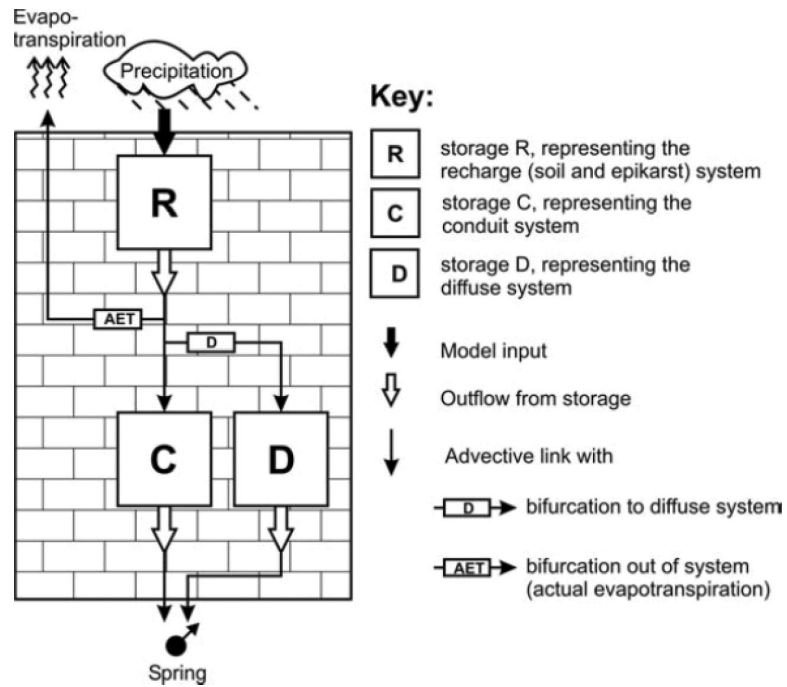 Evapo-
transpiration
Precipitation
R
AET
D
C
D
Spring
Key:
R
storage R, representing the
recharge (soil and epikarst) system
C
storage C, representing the
conduit system
D
storage D, representing the
diffuse system
Model input
Outflow from storage
Advective link with
D
bifurcation to diffuse system
AET
bifurcation out of system
(actual evapotranspiration)